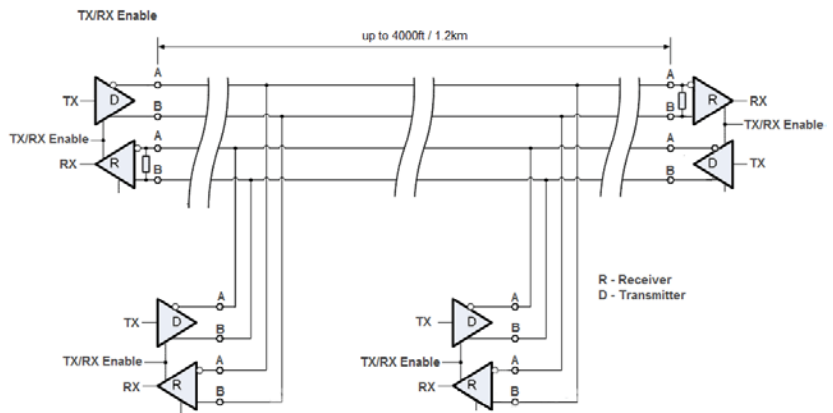 TX/RX Enable
up to 4000ft / 1.2km
A
A
TX
D
R
RX
B
B
TX/RX Enable
TX/RX Enable
A
A
RX
R
D
TX
B
B
R - Receiver
D - Transmitter
A
A
TX
D
TX
D
B
B
TX/RX Enable
TX/RX Enable
A
A
RX
R
RX
R
B
B